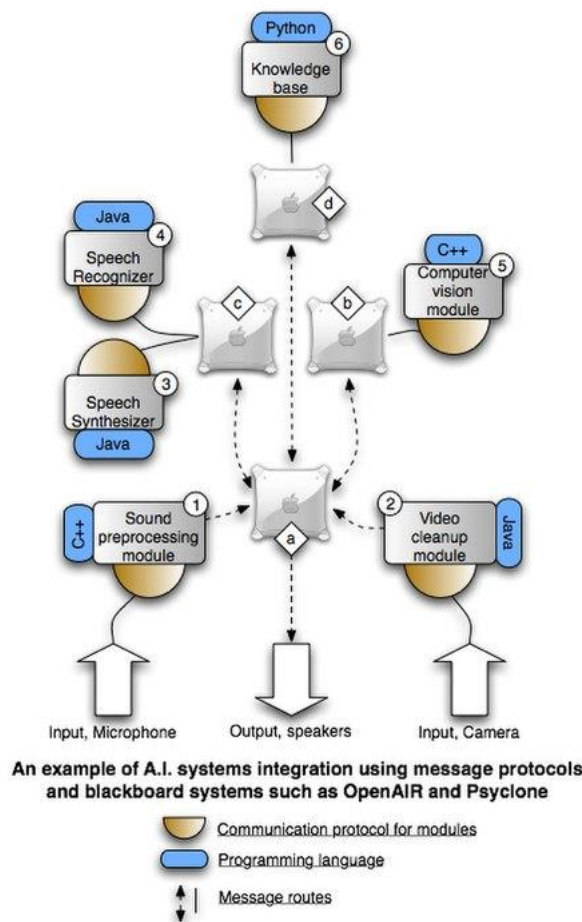 Python
6
Knowledge
base
d
Java
4
Speech
Recognizer
C++
5
Computer
vision
module
c
b
3
Speech
Synthesizer
Java
1
C++
Sound
preprocessing
module
a
2
Video
cleanup
module
Java
Input, Microphone
Output, speakers
Input, Camera
An example of A.I. systems integration using message protocols
and blackboard systems such as OpenAIR and Psyclone
Communication protocol for modules
Programming language
Message routes